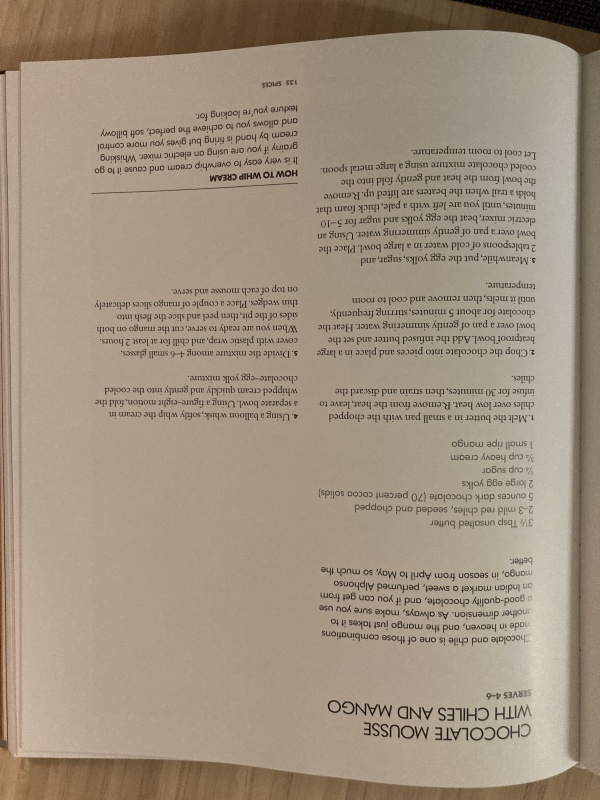 CHOCOLATE MOUSSE
WITH CHILES AND MANGO
SERVES 4–6
Chocolate and chile is one of those combinations
made in heaven, and the mango just takes it to
another dimension. As always, make sure you use
a good-quality chocolate, and if you can get from
an Indian market a sweet, perfumed Alphonso
mango, in season from April to May, so much the
better.
3½ Tbsp unsalted butter
2–3 mild red chiles, seeded and chopped
5 ounces dark chocolate (70 percent cocoa solids)
2 large egg yolks
¼ cup sugar
¾ cup heavy cream
1 small ripe mango
1. Melt the butter in a small pan with the chopped
chiles over low heat. Remove from the heat, leave to
infuse for 30 minutes, then strain and discard the
chiles.
2. Chop the chocolate into pieces and place in a large
heatproof bowl. Add the infused butter and set the
bowl over a pan of gently simmering water. Heat the
chocolate for about 5 minutes, stirring frequently,
until it melts, then remove and cool to room
temperature.
3. Meanwhile, put the egg yolks, sugar, and
2 tablespoons of cold water in a large bowl. Place the
bowl over a pan of gently simmering water. Using an
electric mixer, beat the egg yolks and sugar for 5–10
minutes, until you are left with a pale, thick foam that
holds a trail when the beaters are lifted up. Remove
the bowl from the heat and gently fold into the
cooled chocolate mixture using a large metal spoon.
Let cool to room temperature.
4. Using a balloon whisk, softly whip the cream in
a separate bowl. Using a figure-eight motion, fold the
whipped cream quickly and gently into the cooled
chocolate–egg yolk mixture.
5. Divide the mixture among 4–6 small glasses,
cover with plastic wrap, and chill for at least 2 hours.
When you are ready to serve, cut the mango on both
sides of the pit, then peel and slice the flesh into
thin wedges. Place a couple of mango slices delicately
on top of each mousse and serve.
HOW TO WHIP CREAM
It is very easy to overwhip cream and cause it to go
grainy if you are using an electric mixer. Whisking
cream by hand is tiring but gives you more control
and allows you to achieve the perfect, soft billowy
texture you're looking for.
135 SPICES